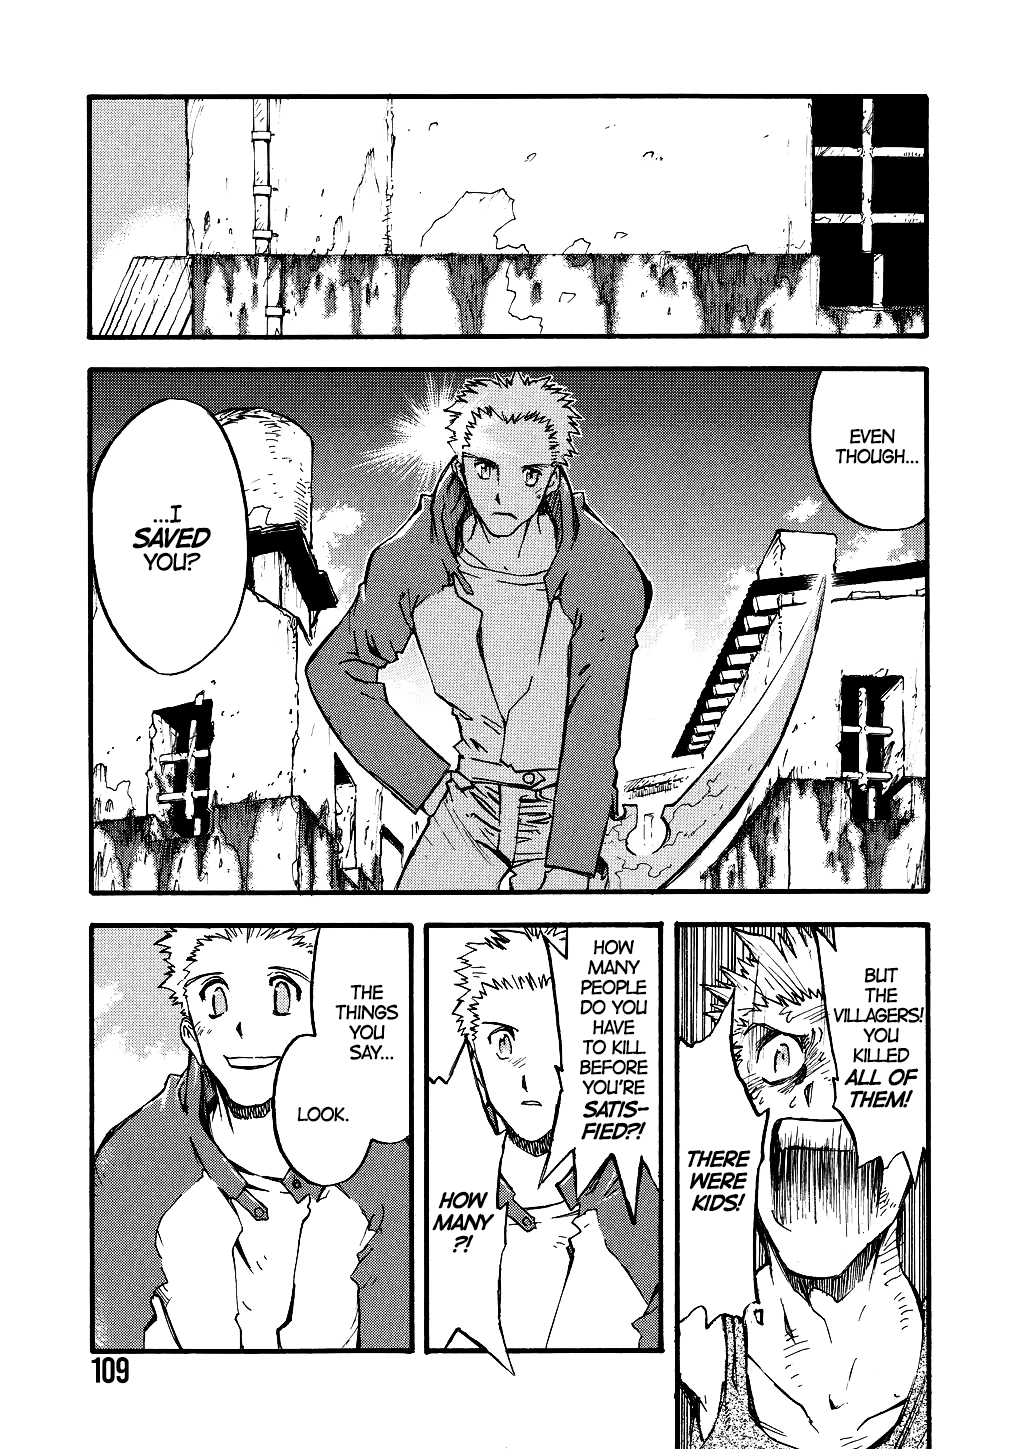 EVEN
THOUGH...
...I
SAVED
YOU?
BUT
THE
VILLAGERS!
YOU
KILLED
ALL OF
THEM!
THERE
WERE
KIDS!
HOW
MANY
PEOPLE
DO YOU
HAVE
TO KILL
BEFORE
YOU'RE
SATIS-
FIED?!
HOW
MANY
?!
THE
THINGS
YOU
SAY...
LOOK.
109